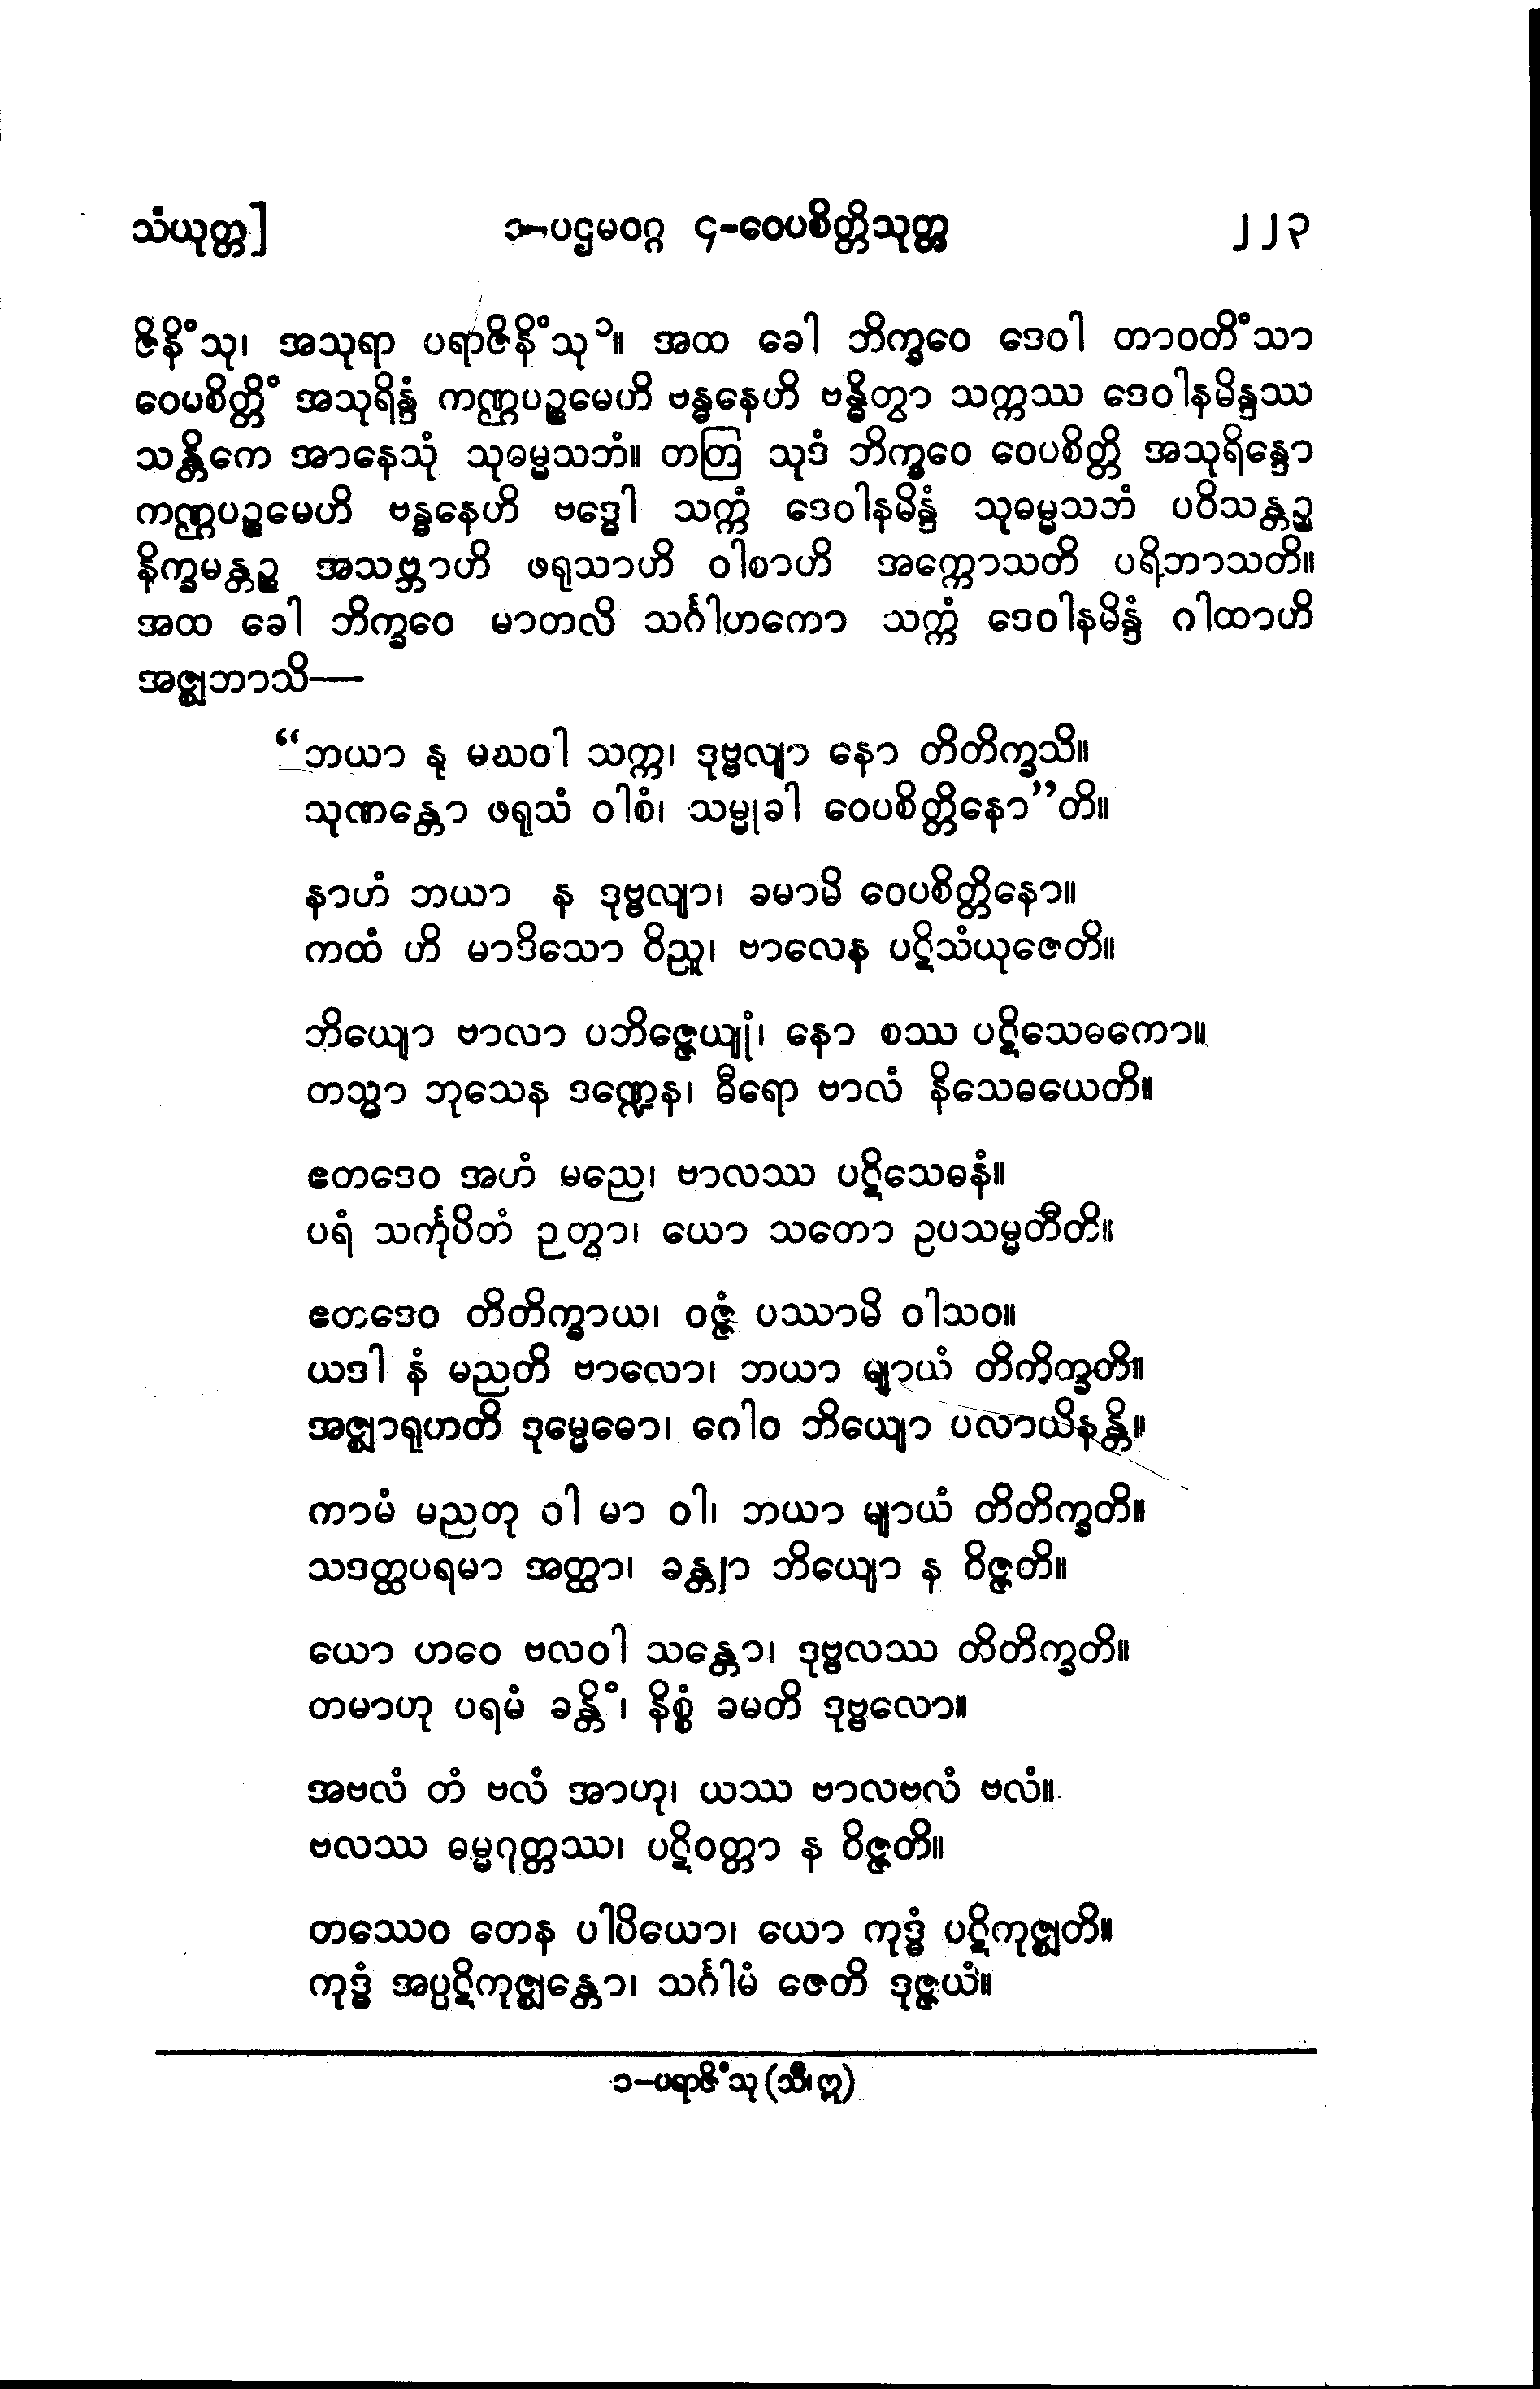 သံယုတ္တ] ၁-ပဌမဝဂ္ဂ ၄-ဝေပစိတ္တိသုတ္တ ၂၂၃
ဇိနိံသု၊ အသုရာ ပရာဇိနိံသု၁။ အထ ခေါ ဘိက္ခဝေ ဒေဝါ တာဝတိံသာ
ဝေမစိတ္တိံ အသုရိန္ဒံ ကဏ္ဌပဉ္စမေဟိ ဗန္ဓနေဟိ ဗန္ဓိတွာ သက္ကဿ ဒေဝါနမိန္ဒဿ
သန္တိကေ အာနေသုံ သုဓမ္မသဘံ။ တတြ သုဒံ ဘိက္ခဝေ ဝေပစိတ္တိ အသုရိန္ဒော
ကဏ္ဌပဉ္စမေဟိ ဗန္ဓနေဟိ ဗဒ္ဓေါ သက္ကံ ဒေဝါနမိန္ဒံ သုဓမ္မသဘံ ပဝိသန္တဉ္စ
နိက္ခမန္တဉ္စ အသဗ္ဘာဟိ ဖရုသာဟိ ဝါစာဟိ အက္ကောသတိ ပရိဘာသတိ။
အထ ခေါ ဘိက္ခဝေ မာတလိ သင်္ဂါဟကော သက္ကံ ဒေဝါနမိန္ဒံ ဂါထာဟိ
အဇ္ဈဘာသိ—
“ဘယာ နု မဃဝါ သက္က၊ ဒုဗ္ဗလျာ နော တိတိက္ခသိ။
သုဏန္တော ဖရုသံ ဝါစံ၊ သမ္မုခါ ဝေပစိတ္တိနော”တိ။
နာဟံ ဘယာ န ဒုဗ္ဗလျာ၊ ခမာမိ ဝေပစိတ္တိနော။
ကထံ ဟိ မာဒိသော ဝိညူ၊ ဗာလေန ပဋိသံယုဇေတိ။
ဘိယျော ဗာလာ ပဘိဇ္ဇေယျုံ၊ နော စဿ ပဋိသေဓကော။
တသ္မာ ဘုသေန ဒဏ္ဍေန၊ ဓီရော ဗာလံ နိသေဓယေတိ။
ဧတဒေဝ အဟံ မညေ၊ ဗာလဿ ပဋိသေဓနံ။
ပရံ သင်္ကုပိတံ ဉတွာ၊ ယော သတော ဥပသမ္မတီတိ။
ဧတဒေဝ တိတိက္ခာယ၊ ဝဇ္ဇံ ပဿာမိ ဝါသဝ။
ယဒါ နံ မညတိ ဗာလော၊ ဘယာ မျာယံ တိတိက္ခတိ။
အဇ္ဈာရုဟတိ ဒုမ္မေဓော၊ ဂေါဝ ဘိယျော ပလာယိနန္တိ။
ကာမံ မညတု ဝါ မာ ဝါ၊ ဘယာ မျာယံ တိတိက္ခတိ။
သဒတ္ထပရမာ အတ္ထာ၊ ခန္တျာ ဘိယျော န ဝိဇ္ဇတိ။
ယော ဟဝေ ဗလဝါ သန္တော၊ ဒုဗ္ဗလဿ တိတိက္ခတိ။
တမာဟု ပရမံ ခန္တိံ၊ နိစ္စံ ခမတိ ဒုဗ္ဗလော။
အဗလံ တံ ဗလံ အာဟု၊ ယဿ ဗာလဗလံ ဗလံ။
ဗလဿ ဓမ္မဂုတ္တဿ၊ ပဋိဝတ္တာ န ဝိဇ္ဇတိ။
တဿေဝ တေန ပါပိယော၊ ယော ကုဒ္ဓံ ပဋိကုဇ္ဈတိ။
ကုဒ္ဓံ အပ္ပဋိကုဇ္ဈန္တော၊ သင်္ဂါမံ ဇေတိ ဒုဇ္ဇယံ။
၁-ပရာဇိံသု (သီ၊ဣ)